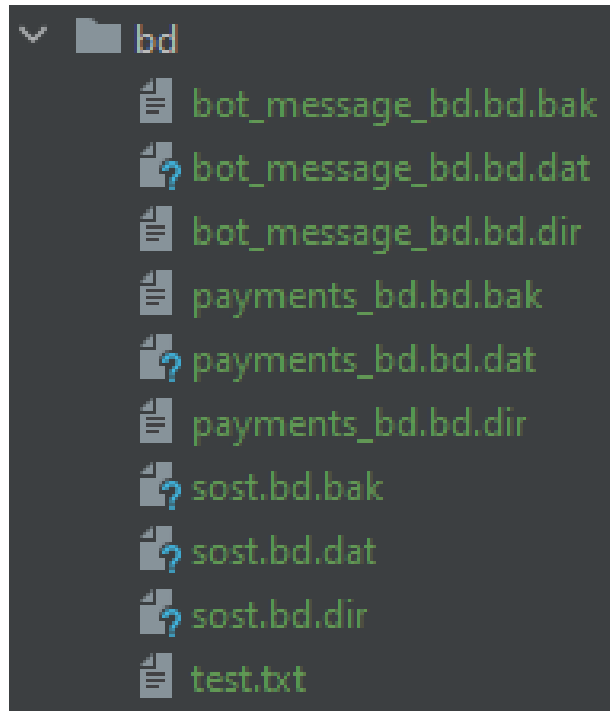 bd
bot_message_bd.bd.bak
bot_message_bd.bd.dat
bot_message_bd.bd.dir
payments_bd.bd.bak
payments_bd.bd.dat
payments_bd.bd.dir
sost.bd.bak
sost.bd.dat
sost.bd.dir
test.txt